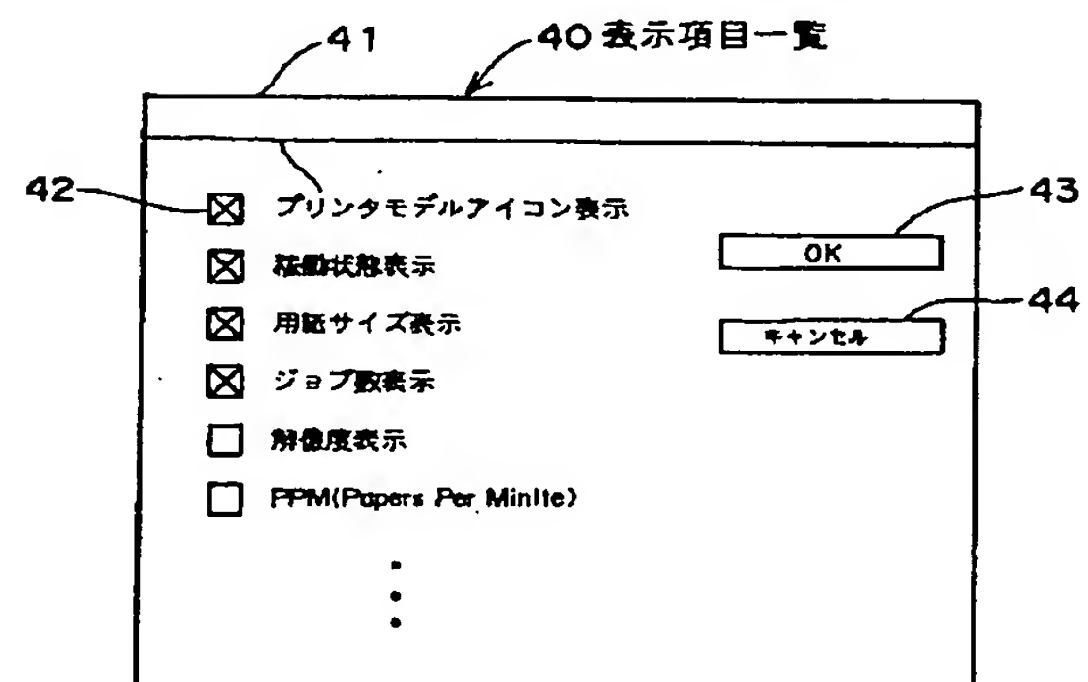 41
40 表示項目一覧
42
プリンタモデルアイコン表示
43
OK
稼働状態表示
44
用紙サイズ表示
キャンセル
ジョブ数表示
解像度表示
PPM(Papers Per Minite)